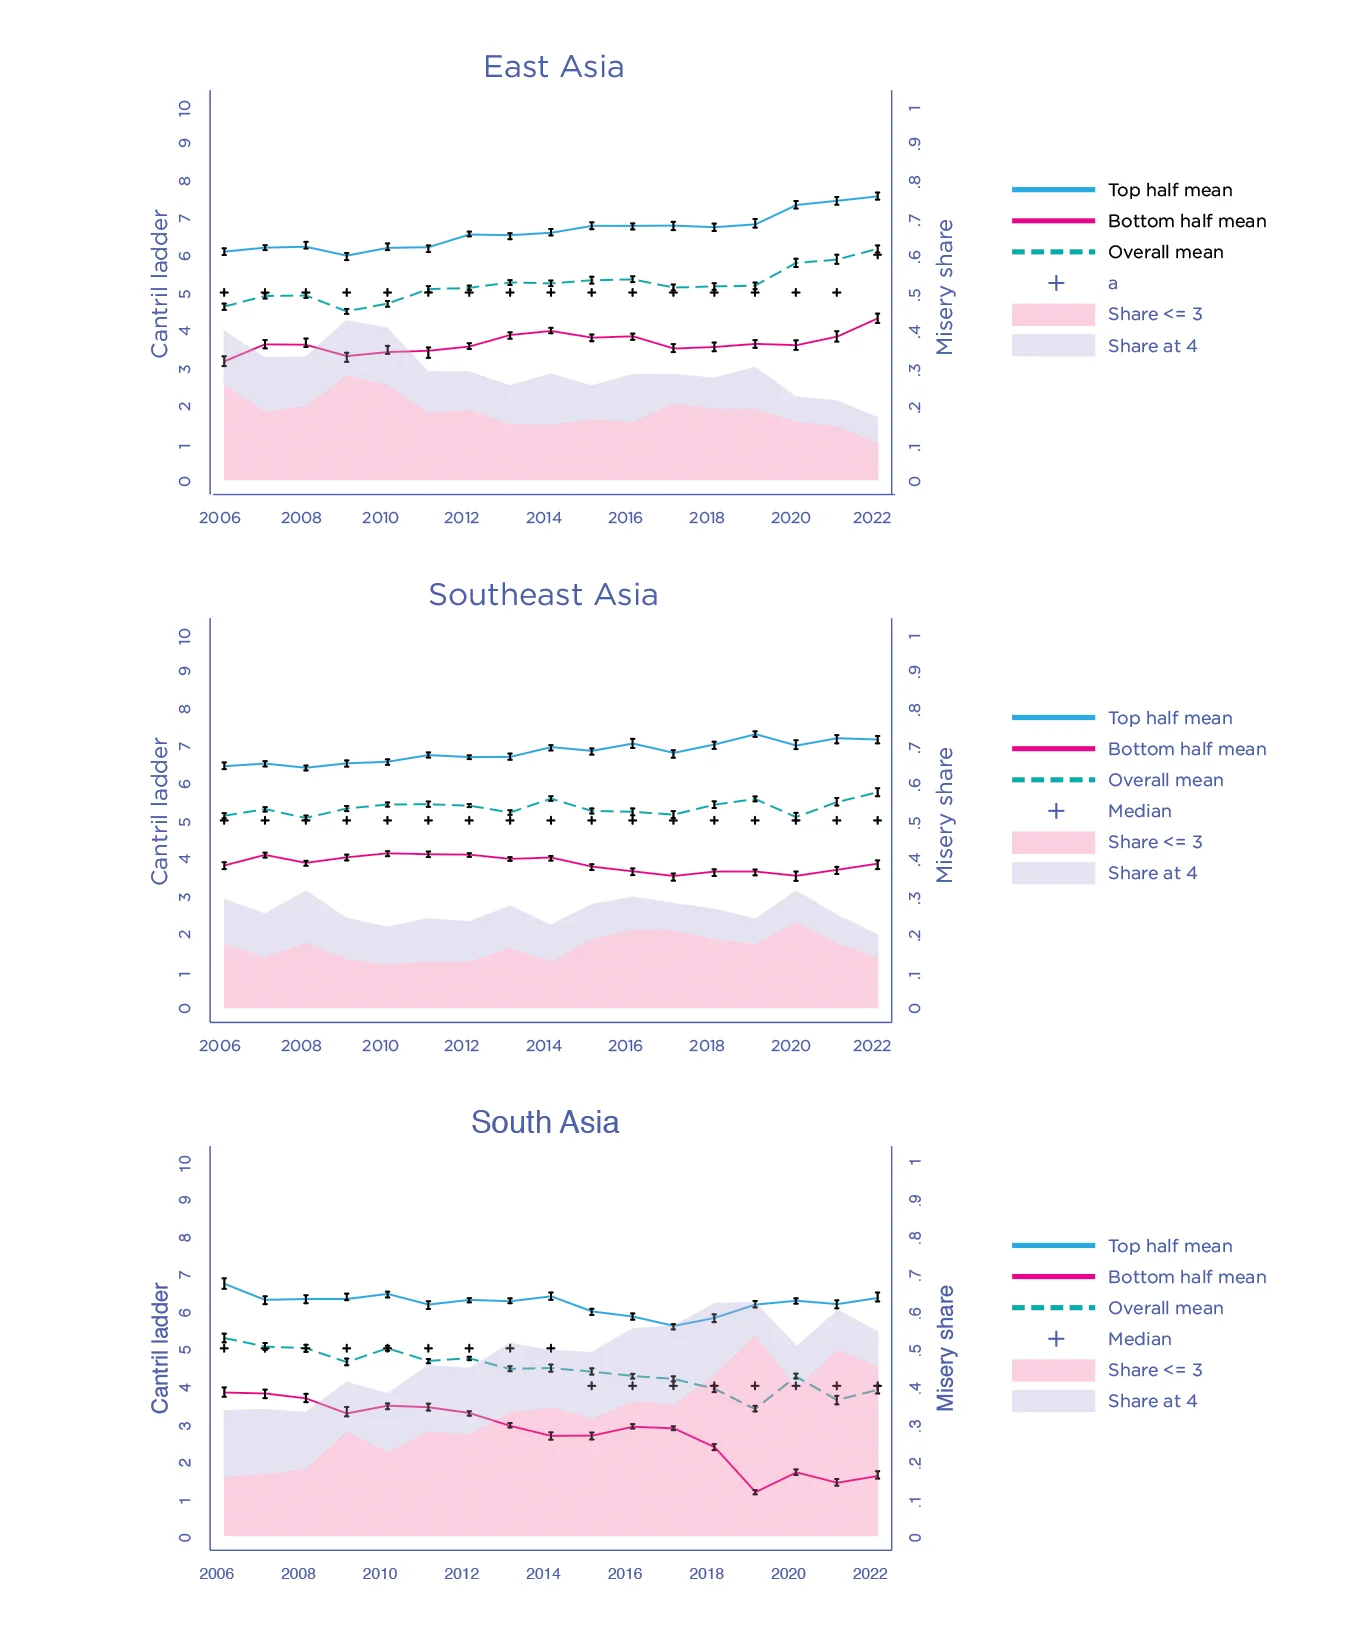 East Asia
Cantril ladder
10
9
8
7
6
5
4
3
2
1
0
Misery share
1
.9
.8
.7
.6
.5
.4
.3
.2
.1
0
2006 2008 2010 2012 2014 2016 2018 2020 2022
Top half mean
Bottom half mean
Overall mean
a
Share <= 3
Share at 4
Southeast Asia
Cantril ladder
10
9
8
7
6
5
4
3
2
1
0
Misery share
1
.9
.8
.7
.6
.5
.4
.3
.2
.1
0
2006 2008 2010 2012 2014 2016 2018 2020 2022
Top half mean
Bottom half mean
Overall mean
Median
Share <= 3
Share at 4
South Asia
Cantril ladder
10
9
8
7
6
5
4
3
2
1
0
Misery share
1
.9
.8
.7
.6
.5
.4
.3
.2
.1
0
2006 2008 2010 2012 2014 2016 2018 2020 2022
Top half mean
Bottom half mean
Overall mean
Median
Share <= 3
Share at 4